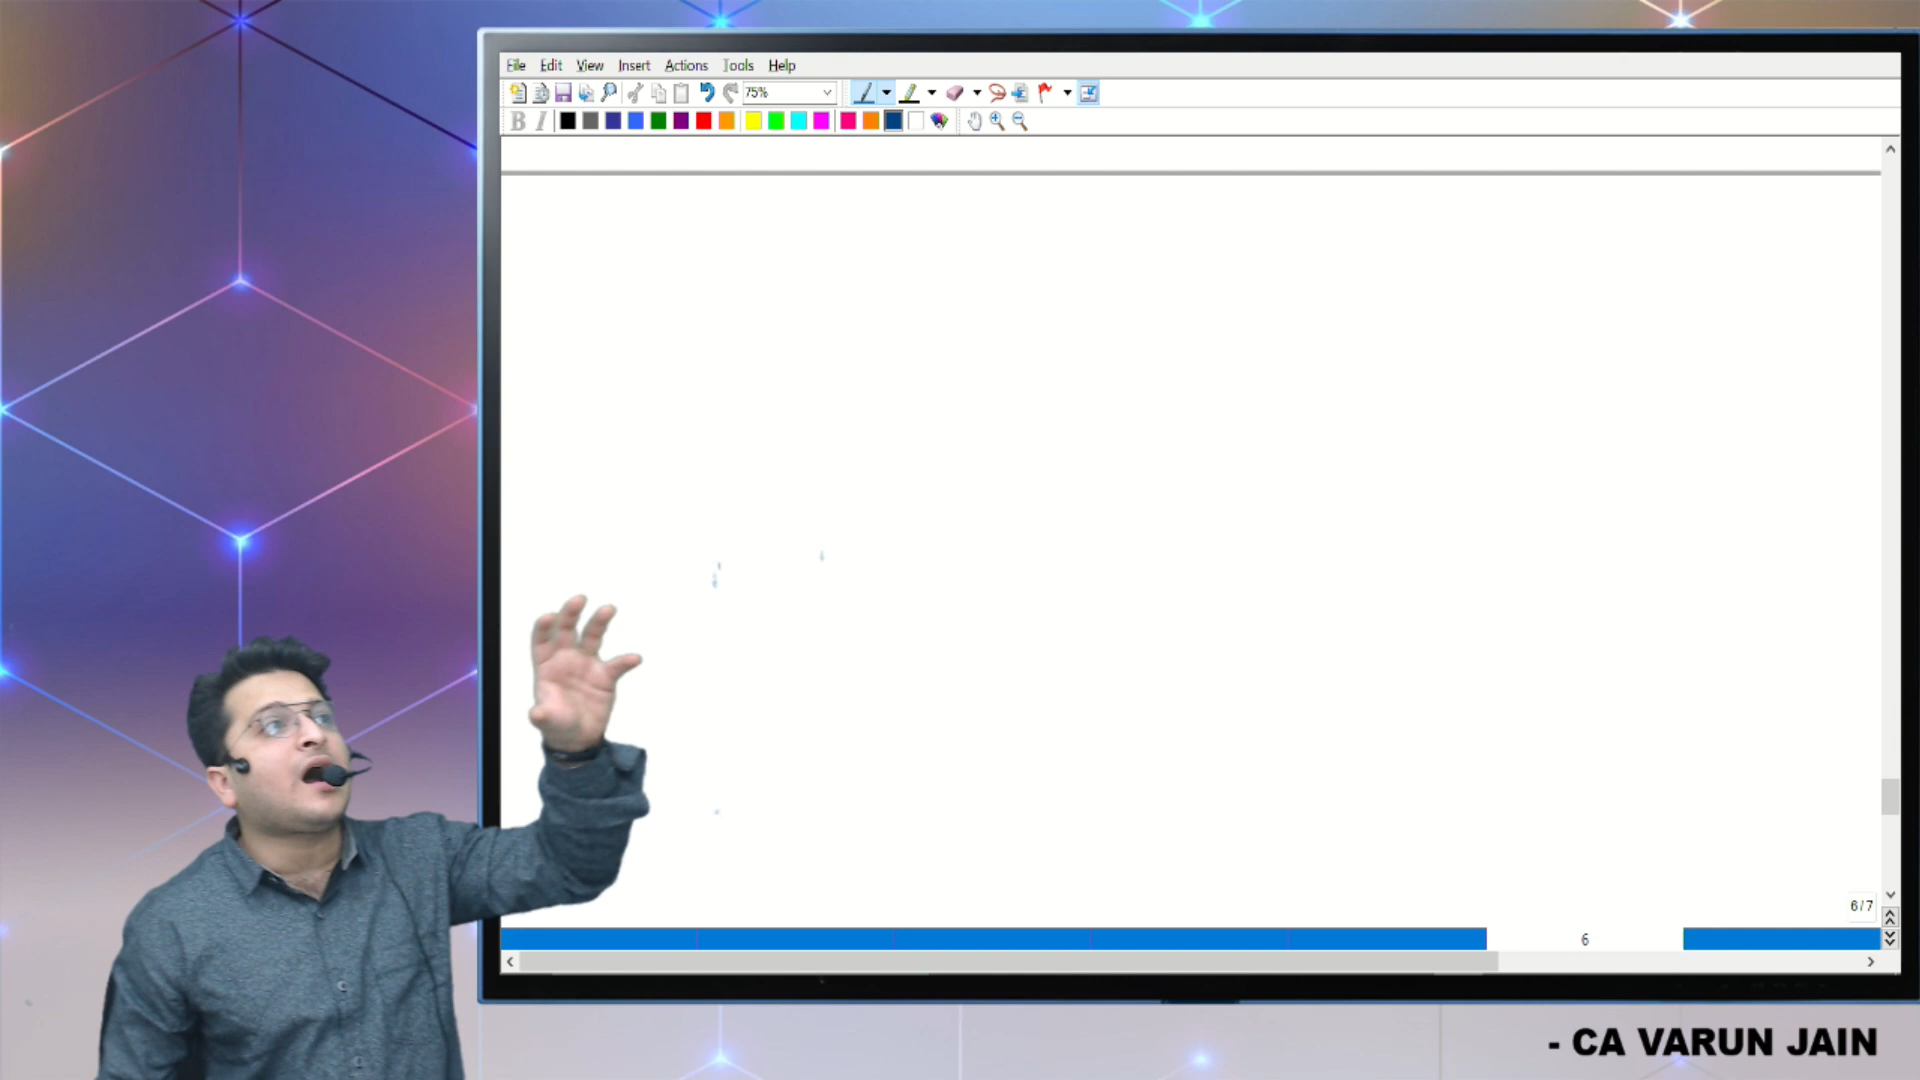 File Edit View Insert Actions Tools Help
75%
B I
6/7
6
- CA VARUN JAIN